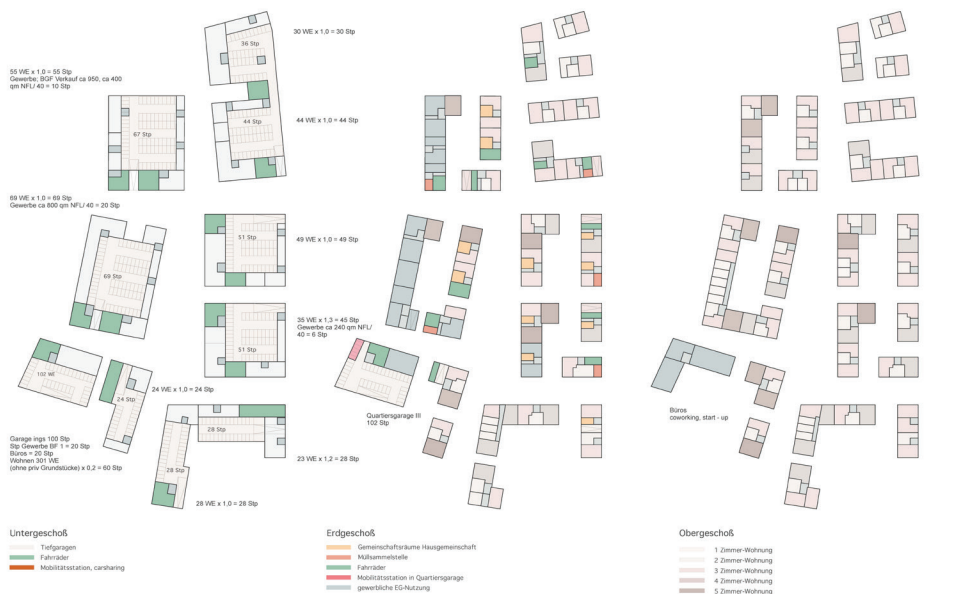 30 WE x 1,0 = 30 Stp
36 Stp
55 WE x 1.0 = 55 Stp
Gewerbe: BGF Verkauf ca 950, ca 400
qm NFL/ 40 = 10 Stp
67 Stp
44 Stp
44 WE x 1,0 = 44 Stp
69 WE x 1,0 = 69 Stp
Gewerbe ca 800 qm NFL/ 40 = 20 Stp
51 Stp
49 WE x 1,0 = 49 Stp
69 Stp
35 WE x 1,3 = 45 Stp
Gewerbe ca 240 qm NFL/
40 = 6 Stp
51 Stp
24 WE x 1,0 = 24 Stp
24 Stp
Quartiersgarage III
102 Stp
Büros
coworking, start - up
28 Stp
Garage ings 100 Stp
Stp Gewerbe BF 1 = 20 Stp
Büros = 20 Stp
Wohnen 301 WE
(ohne priv Grundstücke) x 0,2 = 60 Stp
23 WE x 1,2 = 28 Stp
28 Stp
28 WE x 1,0 = 28 Stp
Untergeschoß
Tiefgaragen
Fahrräder
Mobilitätsstation, carsharing
Erdgeschoß
Gemeinschaftsräume Hausgemeinschaft
Müllsammelstelle
Fahrräder
Mobilitätsstation in Quartiersgarage
gewerbliche EG-Nutzung
Obergeschoß
1 Zimmer-Wohnung
2 Zimmer-Wohnung
3 Zimmer-Wohnung
4 Zimmer-Wohnung
5 Zimmer-Wohnung